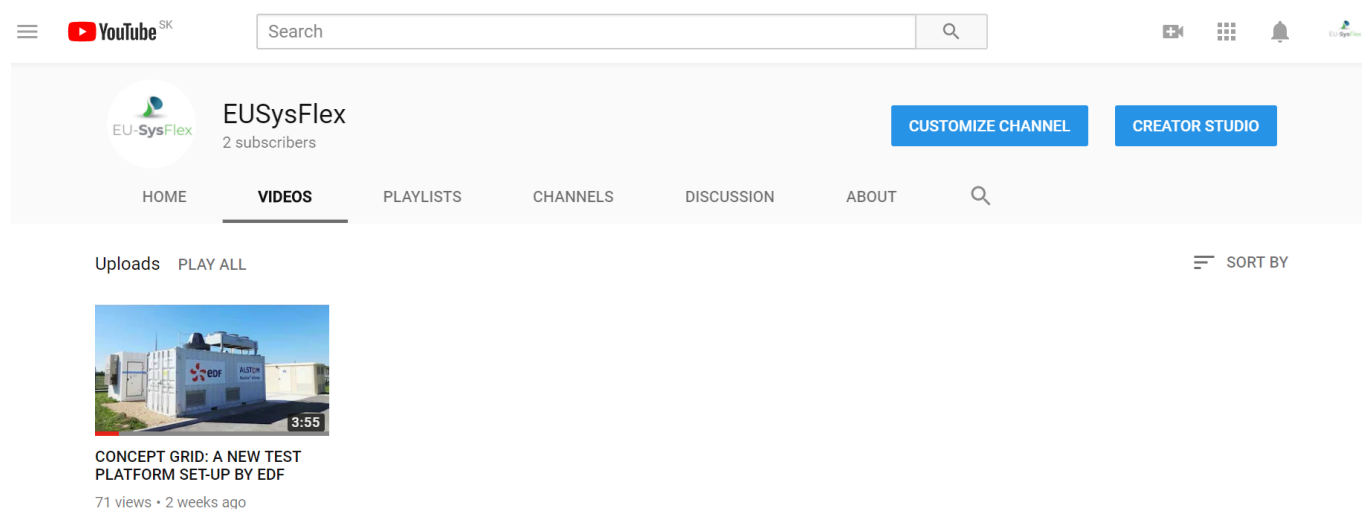 YouTube SK
Search
EU-SysFlex
EU-SysFlex
EUSysFlex
2 subscribers
CUSTOMIZE CHANNEL
CREATOR STUDIO
HOME
VIDEOS
PLAYLISTS
CHANNELS
DISCUSSION
ABOUT
Uploads
PLAY ALL
SORT BY
eDF
ALSTOM
3:55
CONCEPT GRID: A NEW TEST
PLATFORM SET-UP BY EDF
71 views • 2 weeks ago